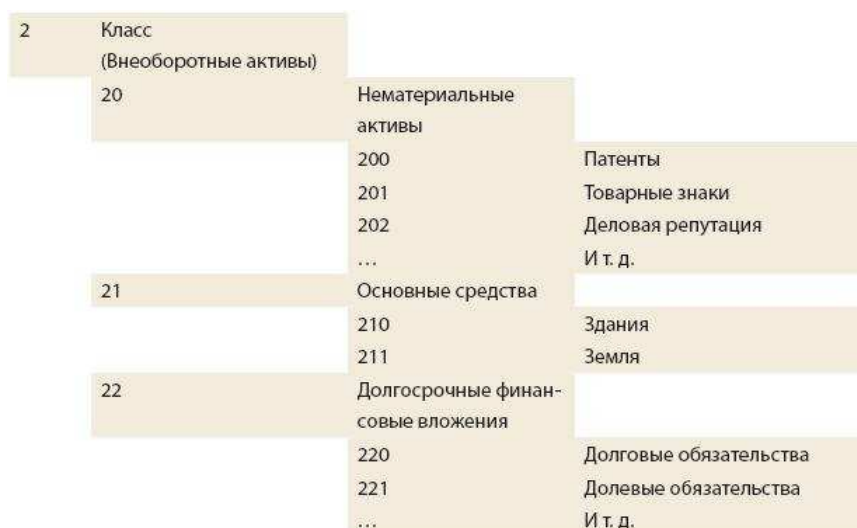 2 Класс
(Внеоборотные активы)
20 Нематериальные
активы
200 Патенты
201 Товарные знаки
202 Деловая репутация
… И т. д.
21 Основные средства
210 Здания
211 Земля
22 Долгосрочные финан-
совые вложения
220 Долговые обязательства
221 Долевые обязательства
… И т. д.